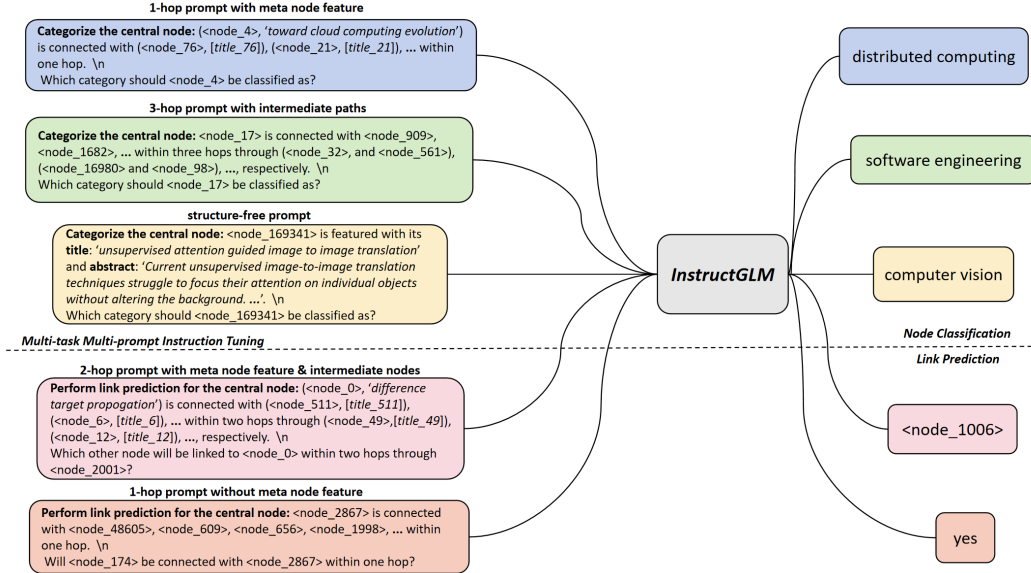 1-hop prompt with meta node feature
Categorize the central node: (<node_4>, 'toward cloud computing evolution')
is connected with (<node_76>, [title_76]), (<node_21>, [title_21]), ... within
one hop. \n
Which category should <node_4> be classified as?
distributed computing
3-hop prompt with intermediate paths
Categorize the central node: <node_17> is connected with <node_909>,
<node_1682>, ... within three hops through (<node_32>, and <node_561>),
(<node_16980> and <node_98>), ..., respectively. \n
Which category should <node_17> be classified as?
software engineering
structure-free prompt
Categorize the central node: <node_169341> is featured with its
title: 'unsupervised attention guided image to image translation'
and abstract: 'Current unsupervised image-to-image translation
techniques struggle to focus their attention on individual objects
without altering the background. ...'. \n
Which category should <node_169341> be classified as?
InstructGLM
computer vision
Multi-task Multi-prompt Instruction Tuning
Node Classification
Link Prediction
2-hop prompt with meta node feature & intermediate nodes
Perform link prediction for the central node: (<node_0>, 'difference
target propogation') is connected with (<node_511>, [title_511]),
(<node_6>, [title_6]), ... within two hops through (<node_49>,[title_49]),
(<node_12>, [title_12]), ..., respectively. \n
Which other node will be linked to <node_0> within two hops through
<node_2001>?
<node_1006>
1-hop prompt without meta node feature
Perform link prediction for the central node: <node_2867> is connected
with <node_48605>, <node_609>, <node_656>, <node_1998>, ... within
one hop. \n
Will <node_174> be connected with <node_2867> within one hop?
yes